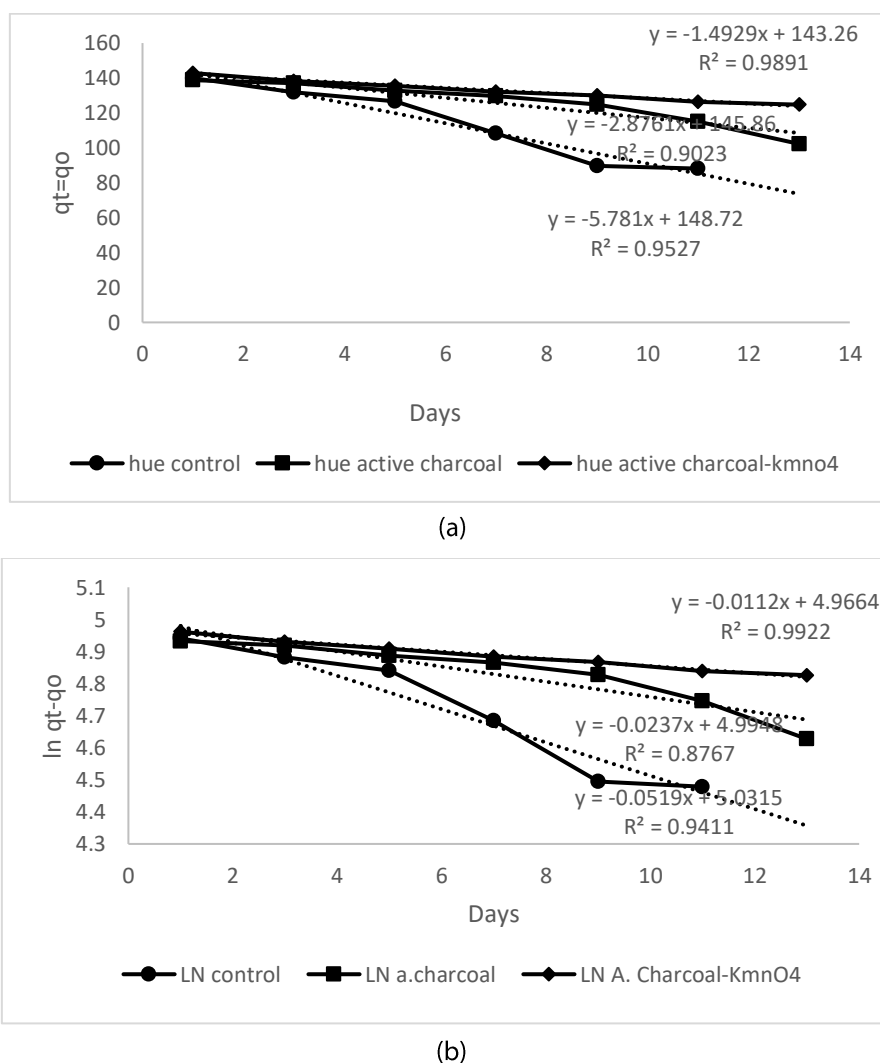 y = -1.4929x + 143.26
R² = 0.9891
y = -2.8761x + 145.86
R² = 0.9023
y = -5.781x + 148.72
R² = 0.9527
160
140
120
100
80
60
40
20
0
qt=qo
0 2 4 6 8 10 12 14
Days
hue control hue active charcoal hue active charcoal-kmno4
(a)
y = -0.0112x + 4.9664
R² = 0.9922
y = -0.0237x + 4.9948
R² = 0.8767
y = -0.0519x + 5.0315
R² = 0.9411
5.1
5
4.9
4.8
4.7
4.6
4.5
4.4
4.3
ln qt-qo
0 2 4 6 8 10 12 14
Days
LN control LN a.charcoal LN A. Charcoal-KmnO4
(b)